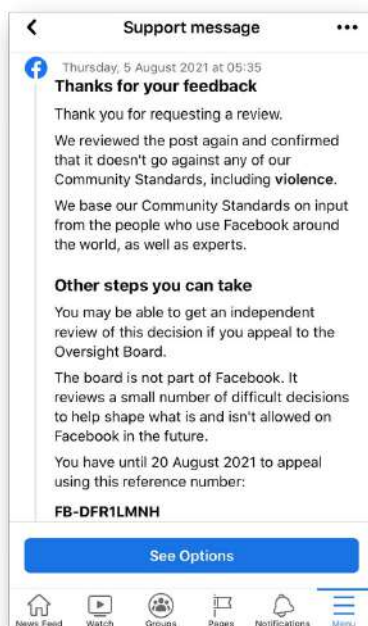 Support message
Thursday, 5 August 2021 at 05:35
Thanks for your feedback
Thank you for requesting a review.
We reviewed the post again and confirmed
that it doesn't go against any of our
Community Standards, including violence.
We base our Community Standards on input
from the people who use Facebook around
the world, as well as experts.
Other steps you can take
You may be able to get an independent
review of this decision if you appeal to the
Oversight Board.
The board is not part of Facebook. It
reviews a small number of difficult decisions
to help shape what is and isn't allowed on
Facebook in the future.
You have until 20 August 2021 to appeal
using this reference number:
FB-DFR1LMNH
See Options
News Feed Watch Groups Pages Notifications Menu